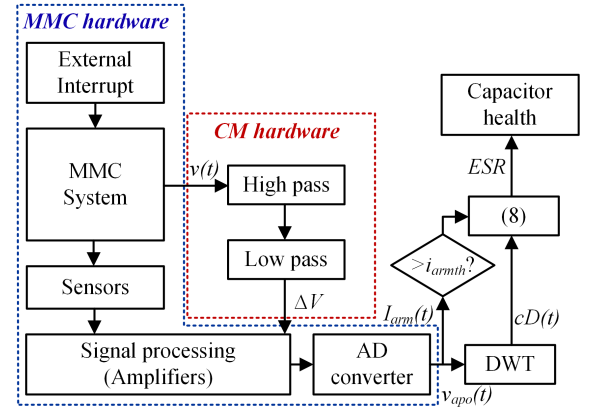 MMC hardware
External
Interrupt
MMC
System
Sensors
Signal processing
(Amplifiers)
CM hardware
v(t)
High pass
Low pass
ΔV
AD
converter
I_arm(t)
v_apo(t)
>i_armth?
DWT
cD(t)
(8)
ESR
Capacitor
health